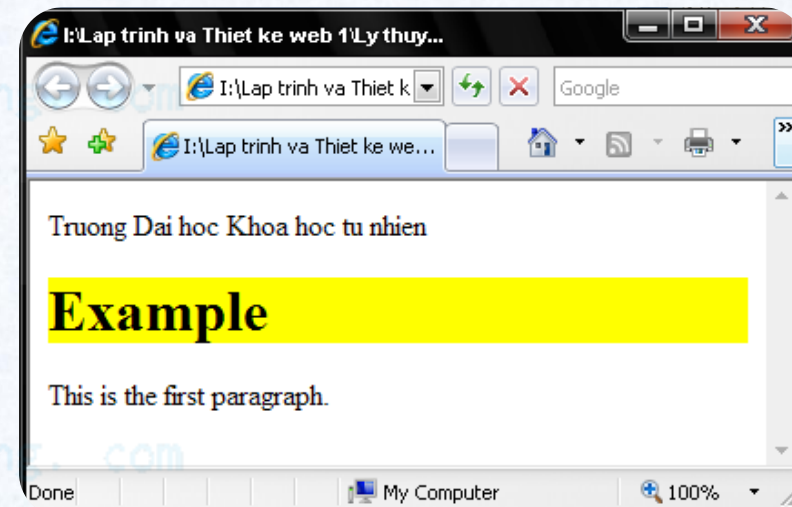 I:\Lap trinh va Thiet ke web 1\Ly thuy...
I:\Lap trinh va Thiet k
Google
I:\Lap trinh va Thiet ke we...
Truong Dai hoc Khoa hoc tu nhien
Example
This is the first paragraph.
Done
My Computer
100%